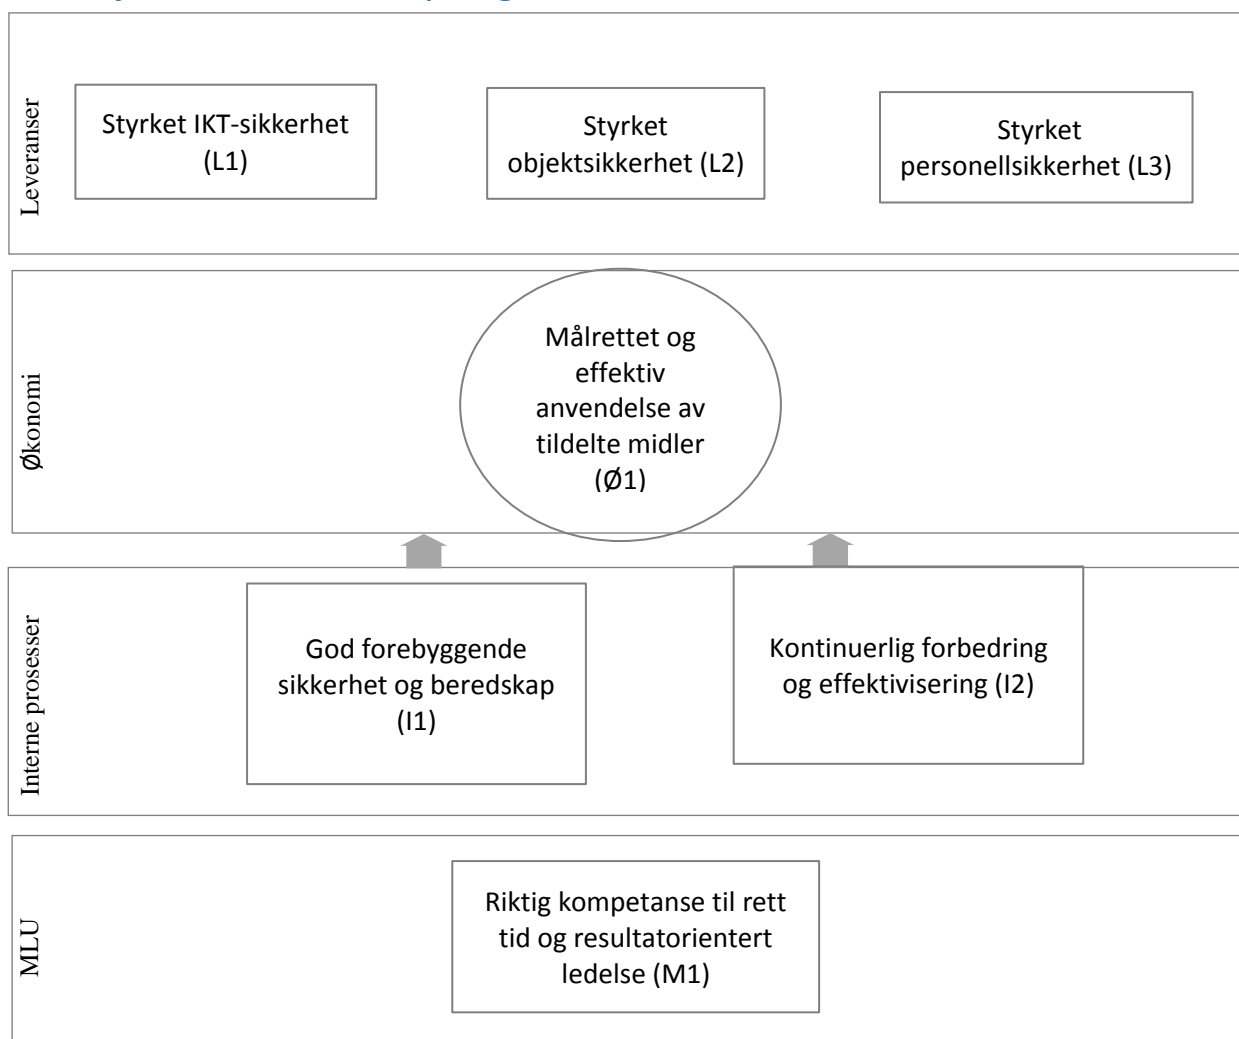 Leveranser
Styrket IKT-sikkerhet
(L1)
Styrket
objektsikkerhet (L2)
Styrket
personellsikkerhet (L3)
Økonomi
Målrettet og
effektiv
anvendelse av
tildelte midler
(Ø1)
Interne prosesser
God forebyggende
sikkerhet og beredskap
(I1)
Kontinuerlig forbedring
og effektivisering (I2)
MLU
Riktig kompetanse til rett
tid og resultatorientert
ledelse (M1)